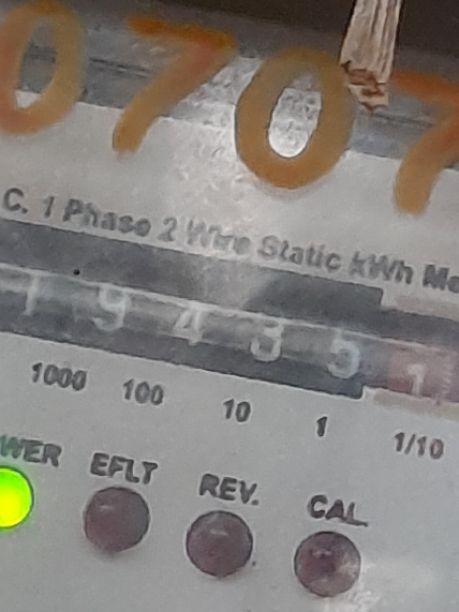 0707
C. 1 Phase 2 Wire Static kWh Me
1 9 4 3 5 1
1000 100 10 1 1/10
WER EFLT REV. CAL